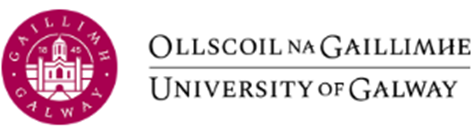 GAILLIMH
18 45
GALWAY
OLLSCOIL NA GAILLIMHE
UNIVERSITY OF GALWAY